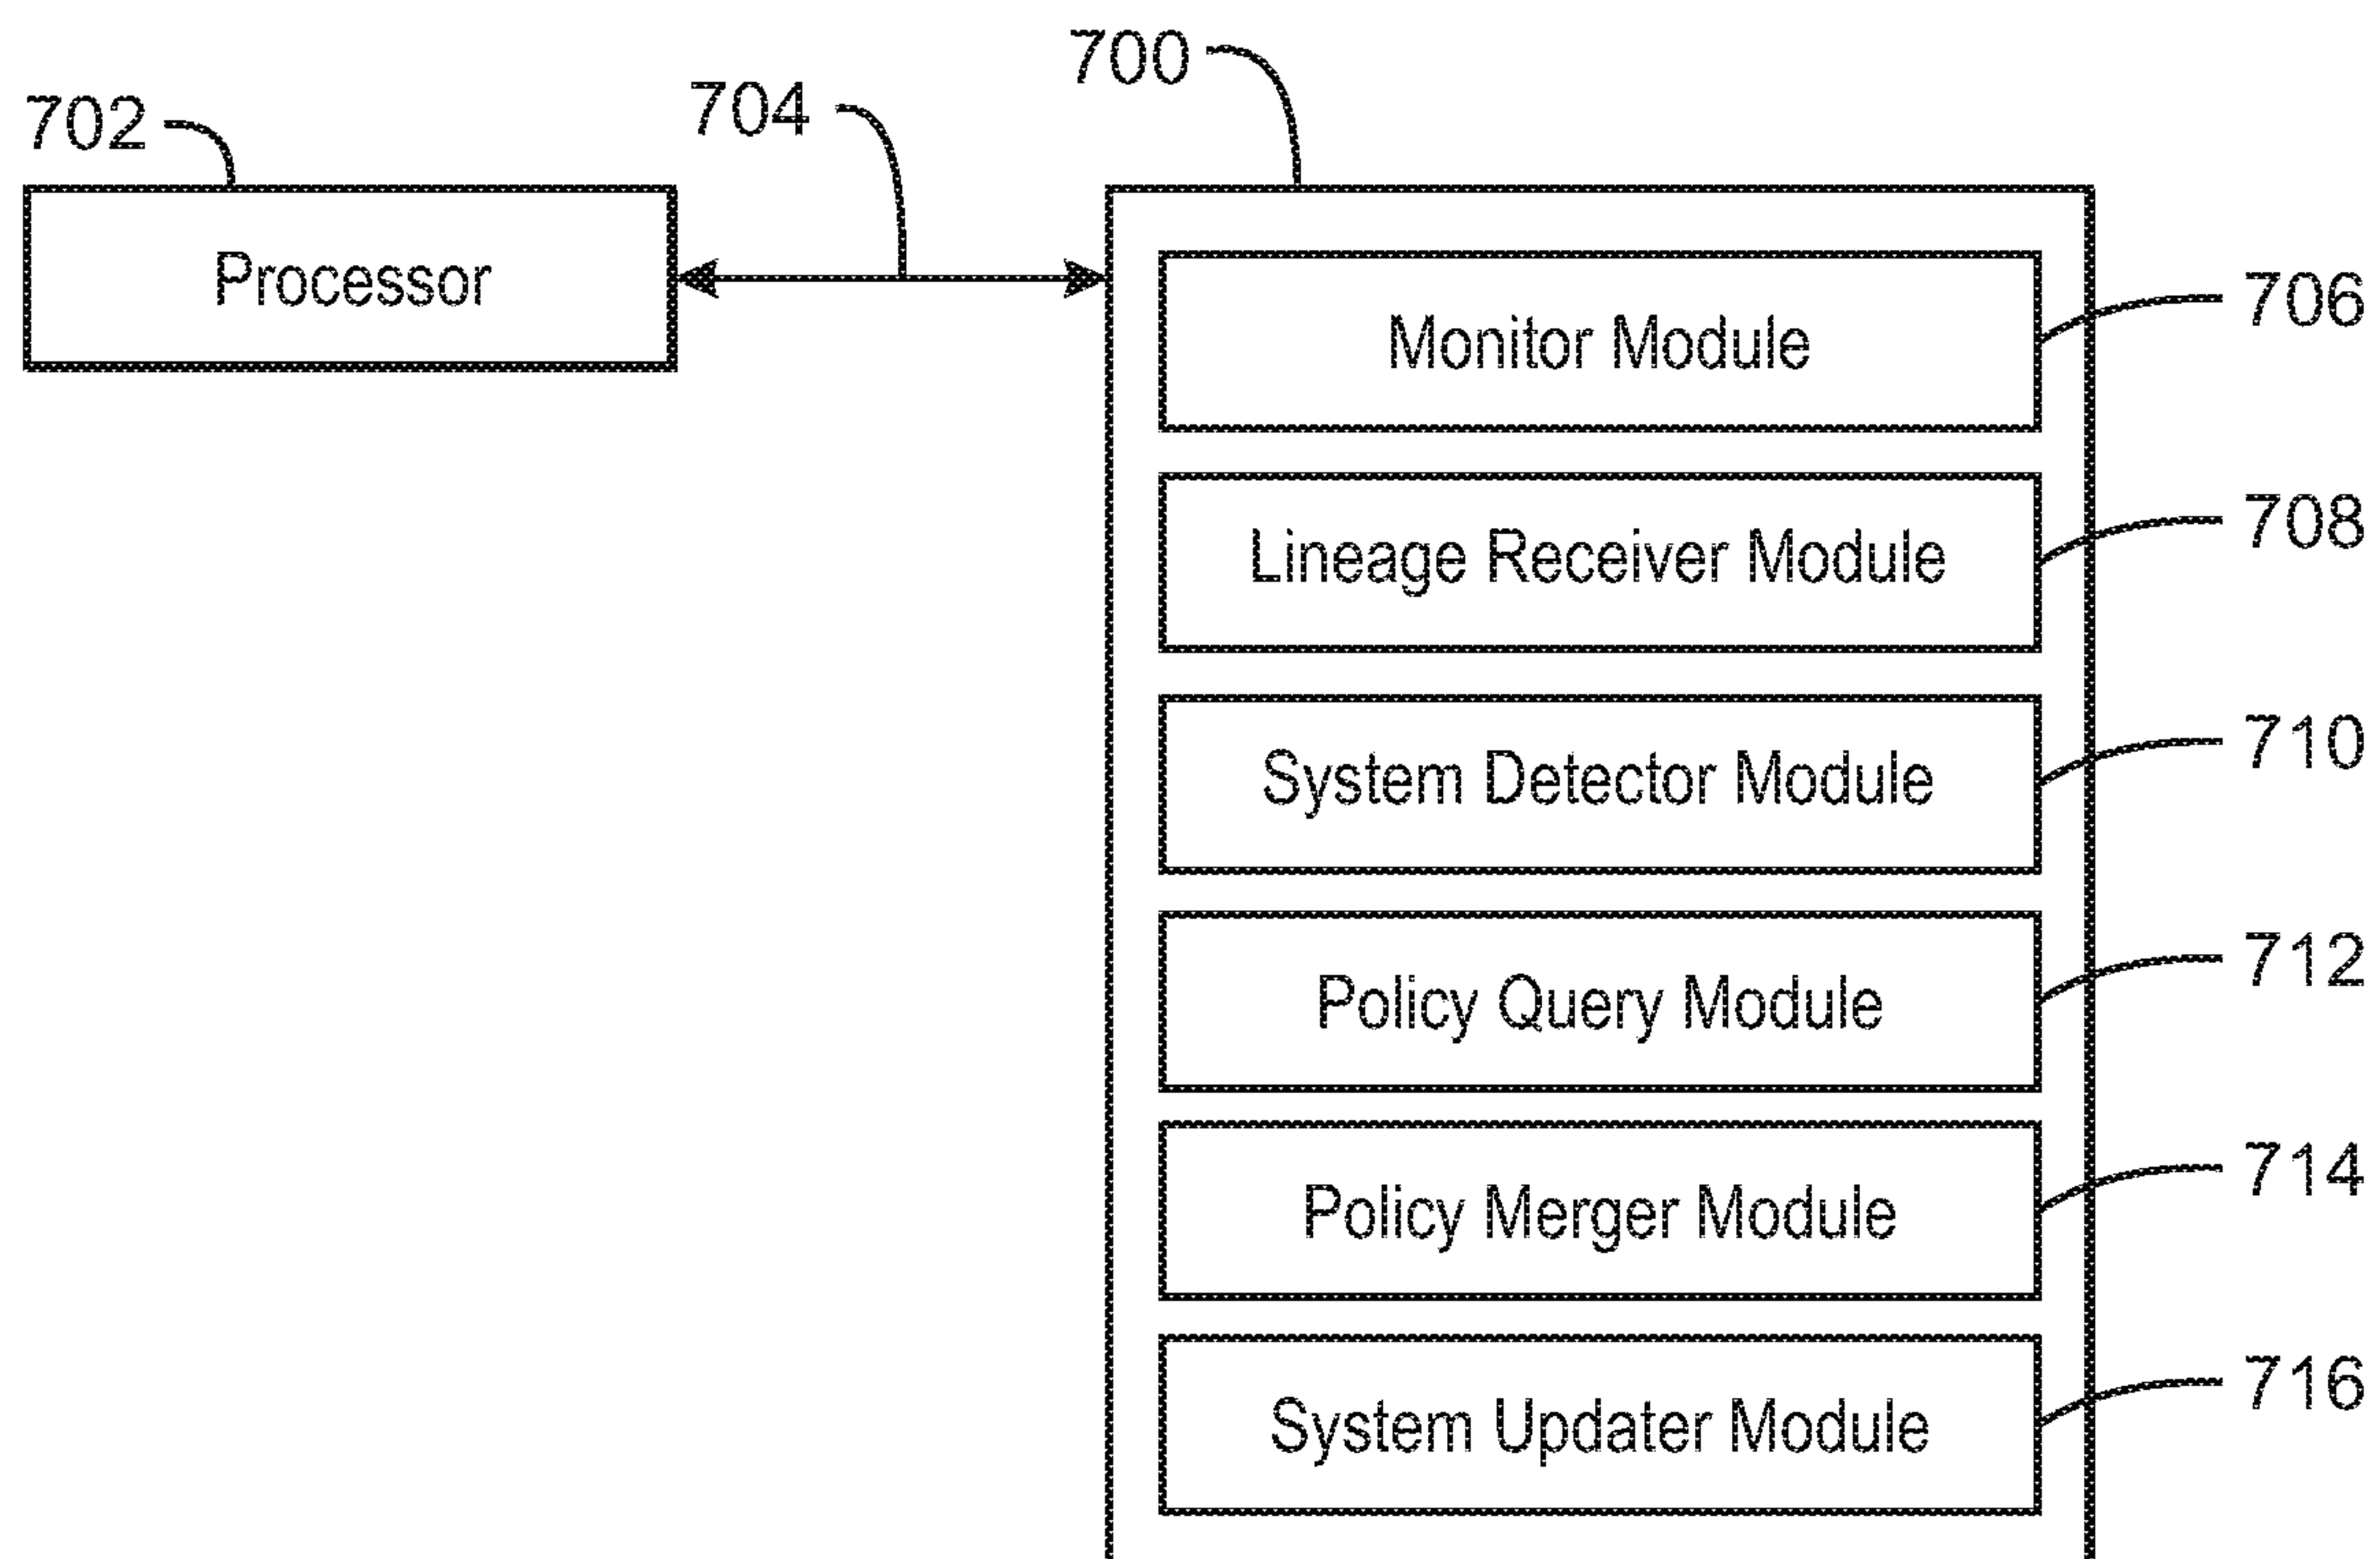 700
704
702
Processor
Monitor Module
706
Lineage Receiver Module
708
System Detector Module
710
Policy Query Module
712
Policy Merger Module
714
System Updater Module
716